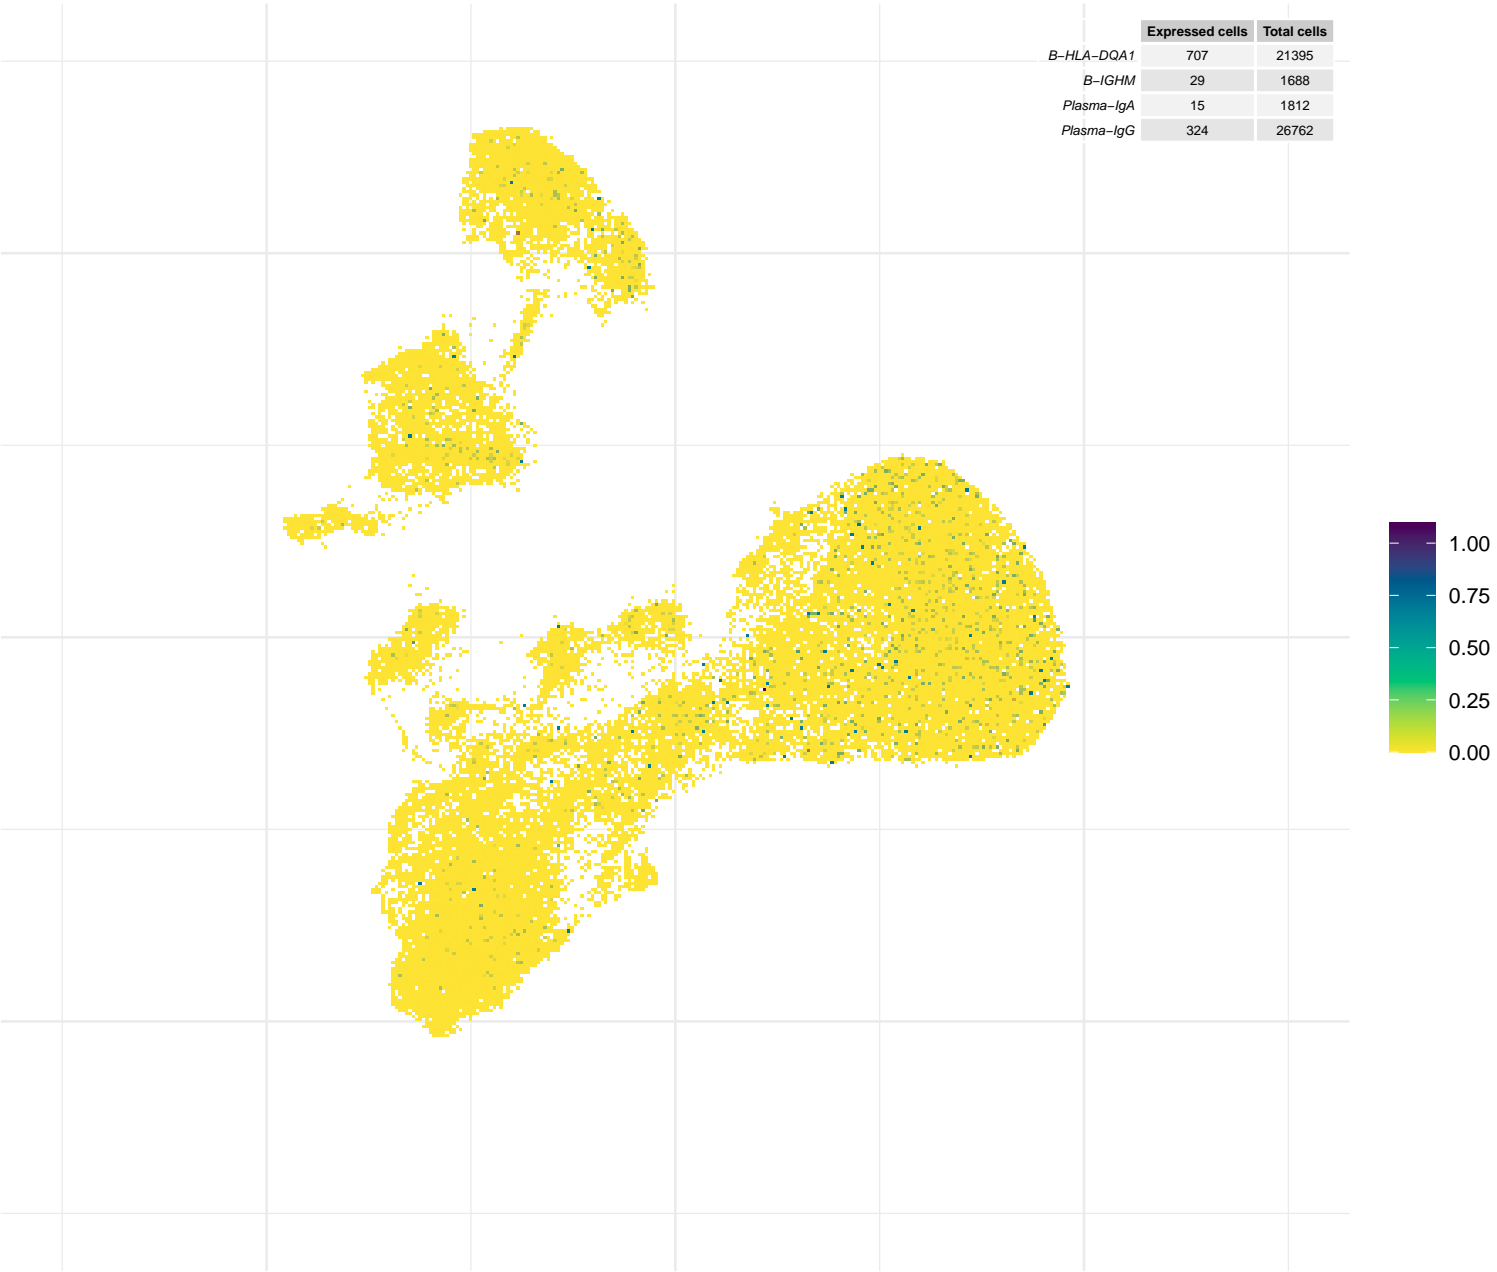 Expressed cells Total cells
B−HLA−DQA1 707 21395
B−IGHM 29 1688
Plasma−IgA 15 1812
Plasma−IgG 324 26762
1.00
0.75
0.50
0.25
0.00